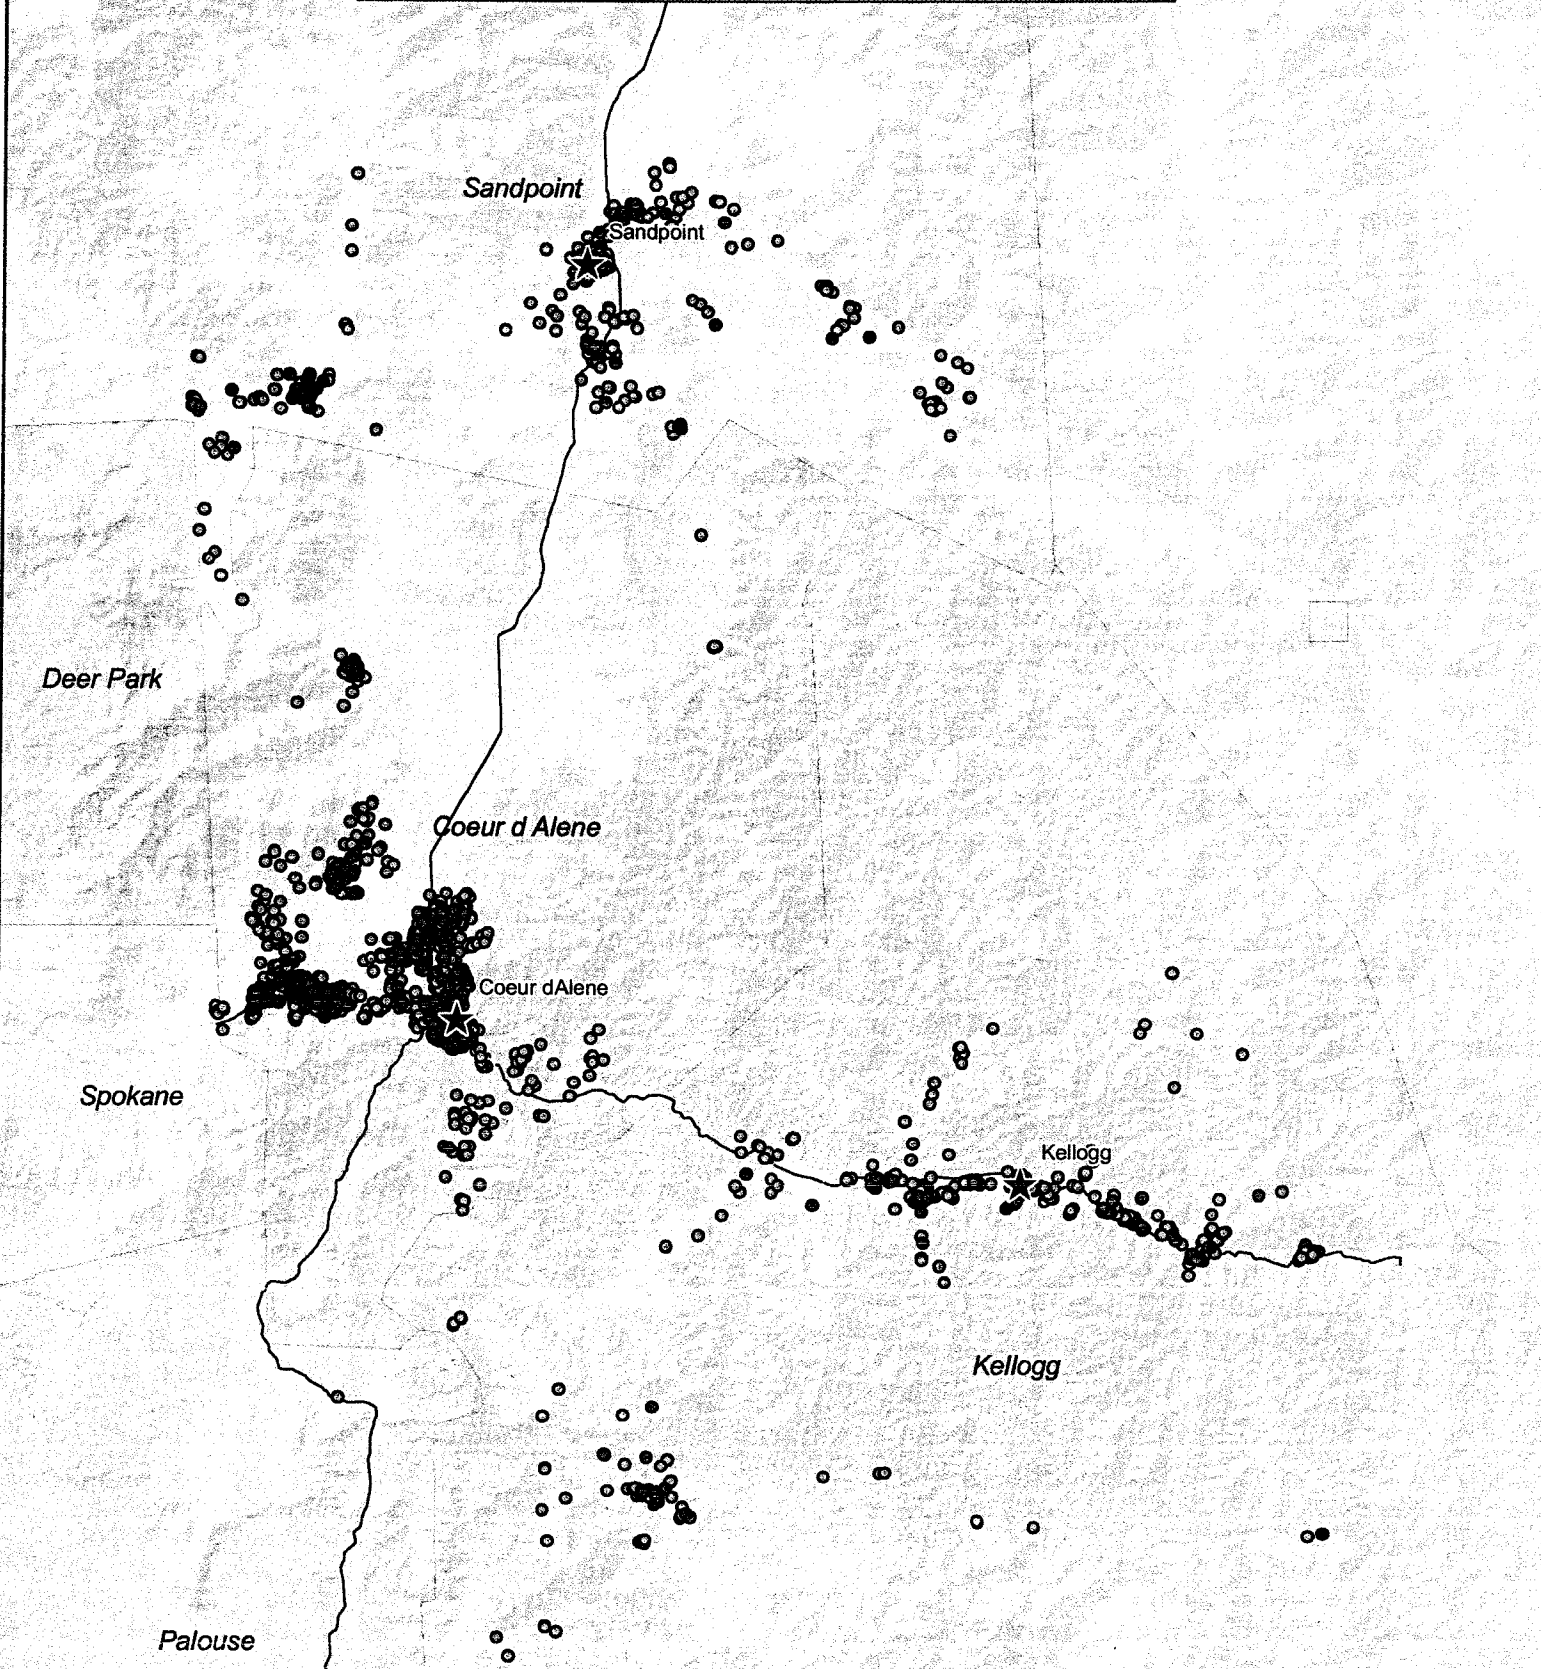 Sandpoint
Sandpoint
Deer Park
Coeur d Alene
Coeur dAlene
Spokane
Kellogg
Kellogg
Palouse